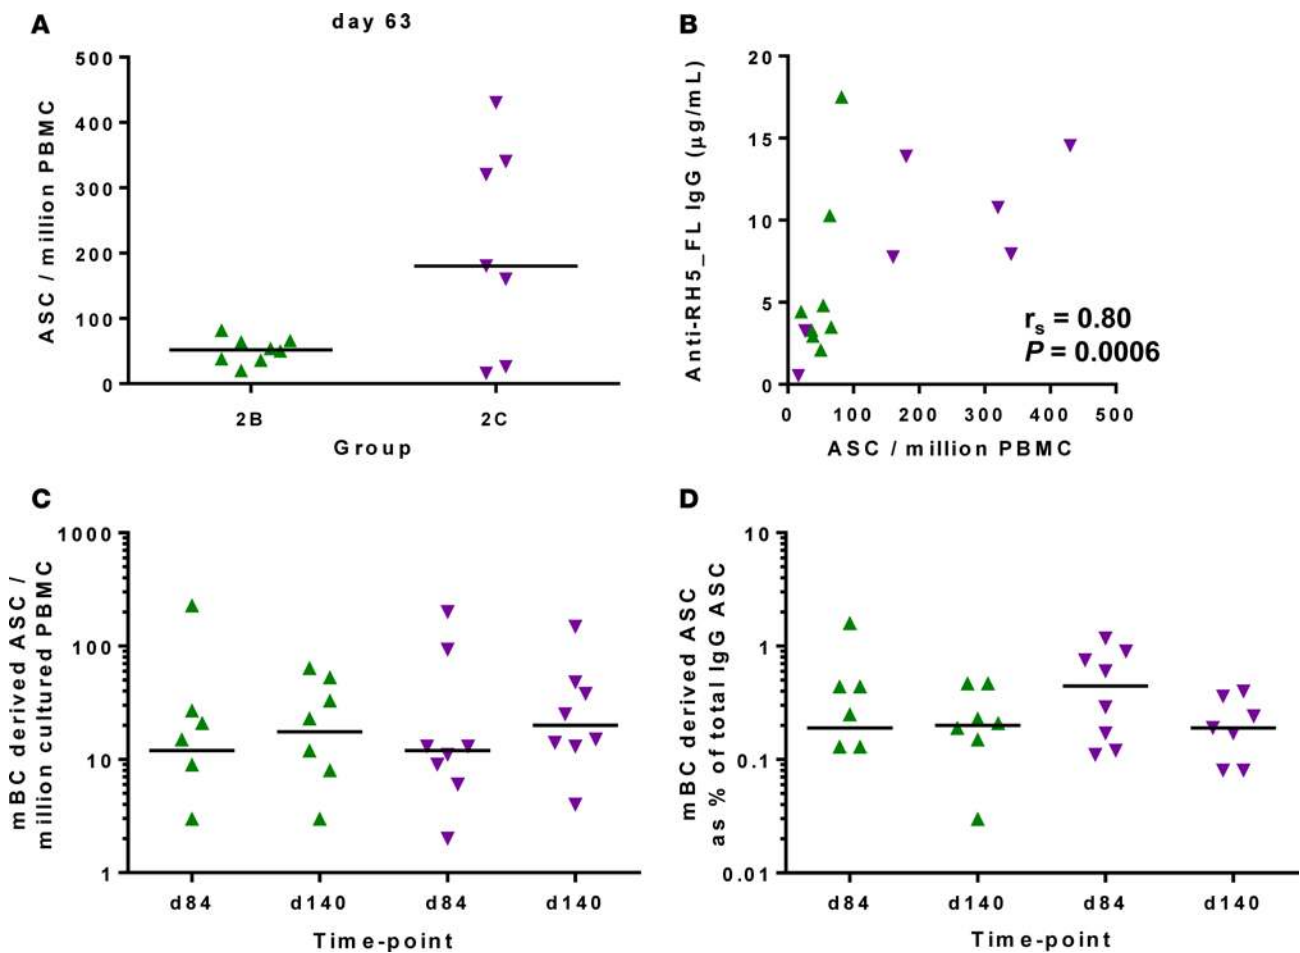 A
day 63
ASC / million PBMC
500
400
300
200
100
0
2B
2C
Group
B
Anti-RH5_FL IgG (µg/mL)
20
15
10
5
0
rs = 0.80
P = 0.0006
0 100 200 300 400 500
ASC / million PBMC
C
mBC derived ASC /
million cultured PBMC
1000
100
10
1
d84 d140 d84 d140
Time-point
D
mBC derived ASC
as % of total IgG ASC
10
1
0.1
0.01
d84 d140 d84 d140
Time-point